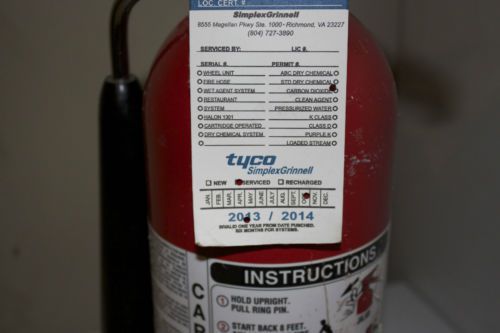 LOC. CERT. #
SimplexGrinnell
8555 Magellan Pkwy Ste. 1000 - Richmond, VA 23227
(804) 727-3890
SERVICED BY: LIC #.
SERIAL #. PERMIT #.
WHEEL UNIT ABC DRY CHEMICAL
FIRE HOSE STD DRY CHEMICAL
WET AGENT SYSTEM CARBON DIOXIDE
RESTAURANT CLEAN AGENT
SYSTEM PRESSURIZED WATER
HALON 1301 K CLASS
CARTRIDGE OPERATED CLASS D
DRY CHEMICAL SYSTEM PURPLE K
LOADED STREAM
tyco
SimplexGrinnell
NEW SERVICED RECHARGED
JAN. FEB. MAR. APR. MAY JUNE JULY AUG. SEPT. OCT. NOV. DEC.
2013 / 2014
INVALID ONE YEAR FROM DATE PUNCHED.
SIX MONTHS FOR SYSTEMS.
INSTRUCTIONS
CAR
1 HOLD UPRIGHT.
PULL RING PIN.
2 START BACK 8 FEET.